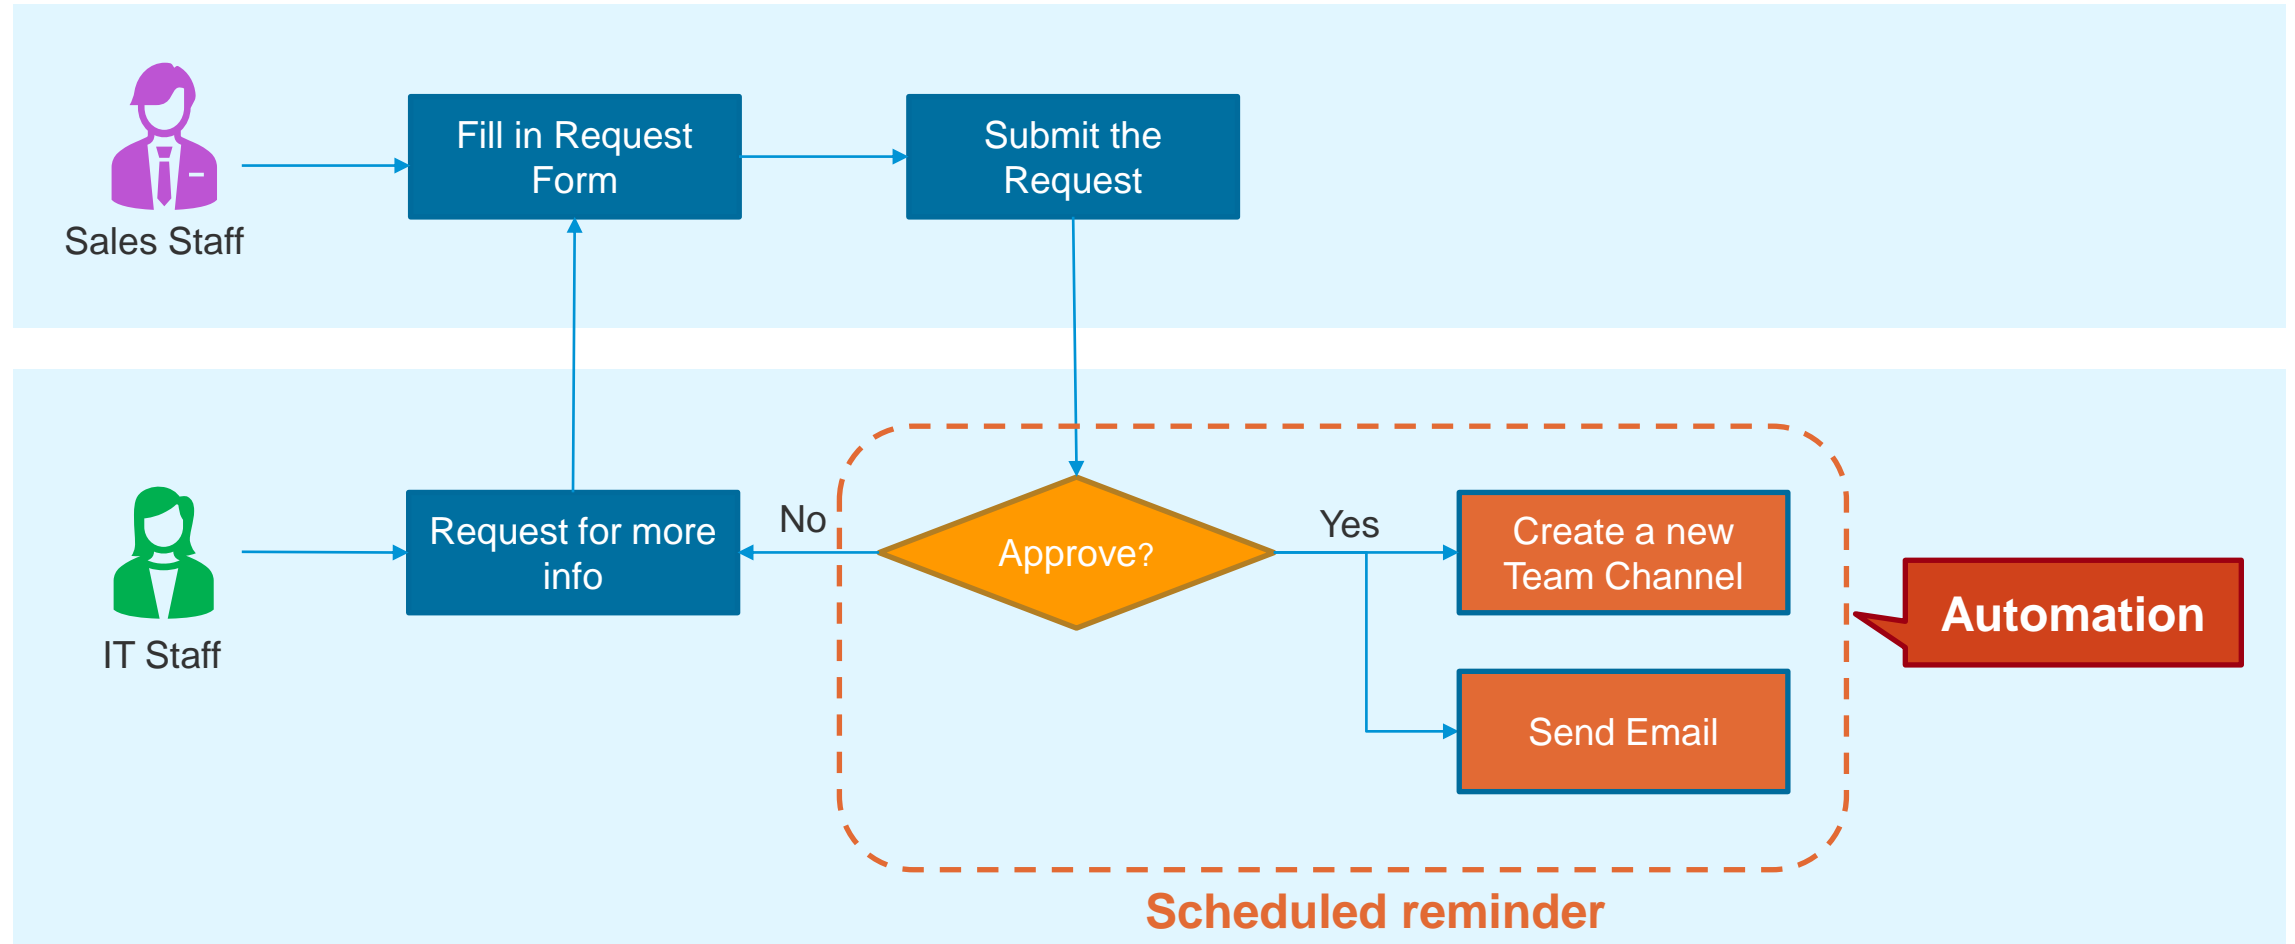 Sales Staff
Fill in Request
Form
Submit the
Request
IT Staff
Request for more
info
No
Approve?
Yes
Create a new
Team Channel
Send Email
Automation
Scheduled reminder